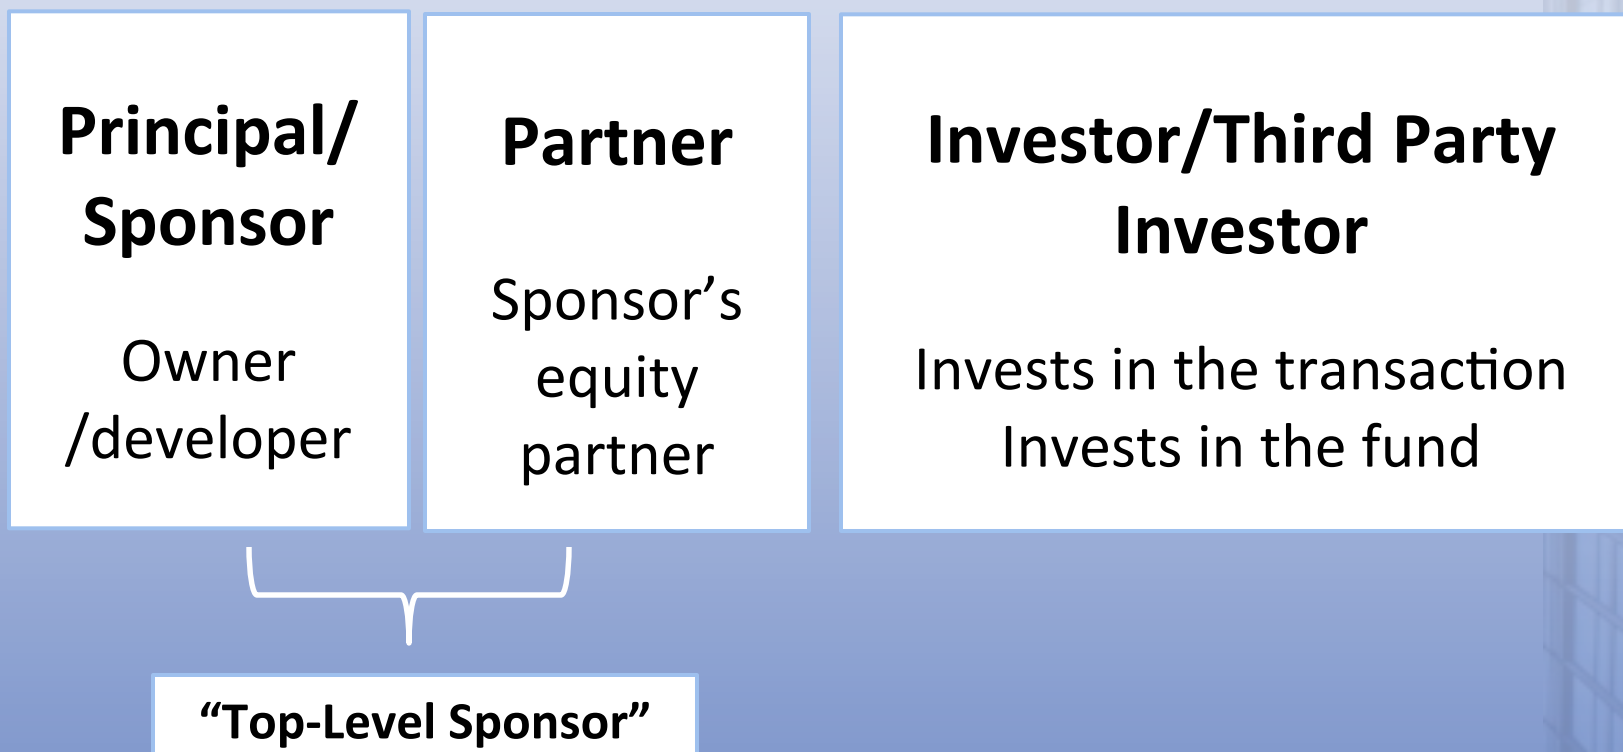 Principal/
Sponsor
Owner
/developer
Partner
Sponsor’s
equity
partner
Investor/Third Party
Investor
Invests in the transaction
Invests in the fund
“Top-Level Sponsor”